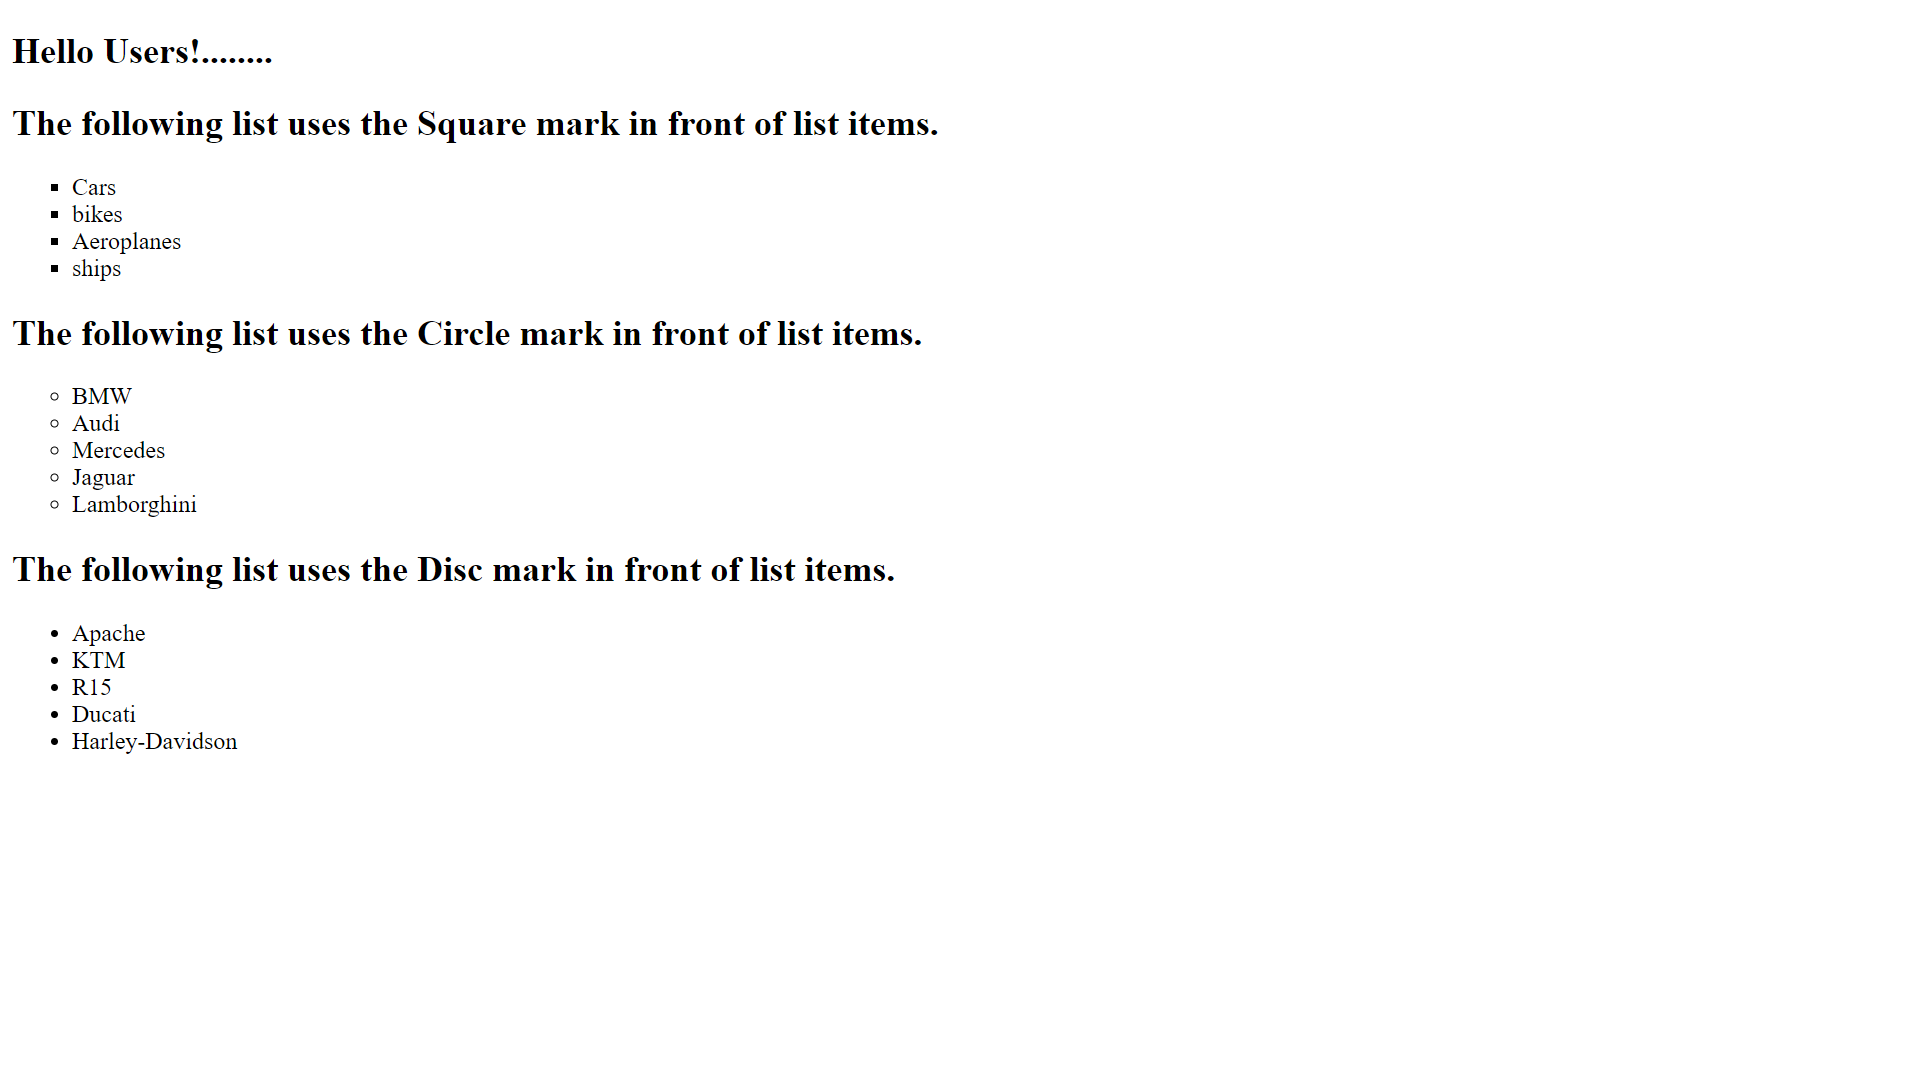 Hello Users!........
The following list uses the Square mark in front of list items.
Cars
bikes
Aeroplanes
ships
The following list uses the Circle mark in front of list items.
BMW
Audi
Mercedes
Jaguar
Lamborghini
The following list uses the Disc mark in front of list items.
Apache
KTM
R15
Ducati
Harley-Davidson